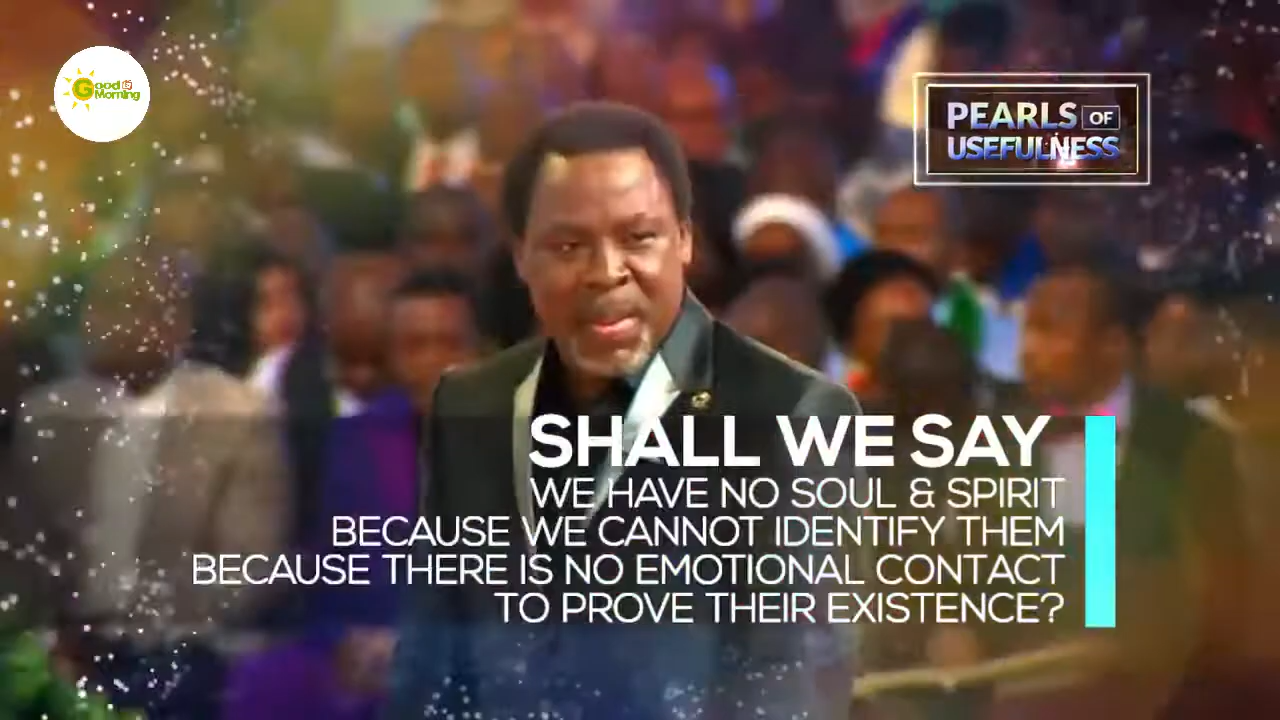 Good
Morning
PEARLS OF
USEFULNESS
SHALL WE SAY
WE HAVE NO SOUL & SPIRIT
BECAUSE WE CANNOT IDENTIFY THEM
BECAUSE THERE IS NO EMOTIONAL CONTACT
TO PROVE THEIR EXISTENCE?